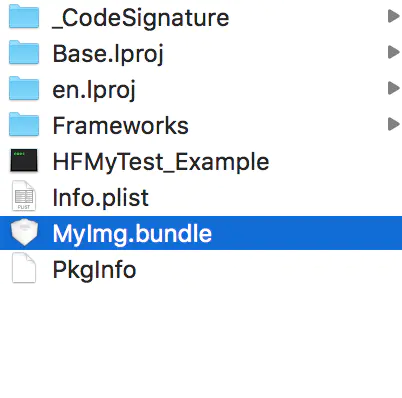 _CodeSignature
Base.lproj
en.lproj
Frameworks
HFMyTest_Example
Info.plist
MyImg.bundle
PkgInfo